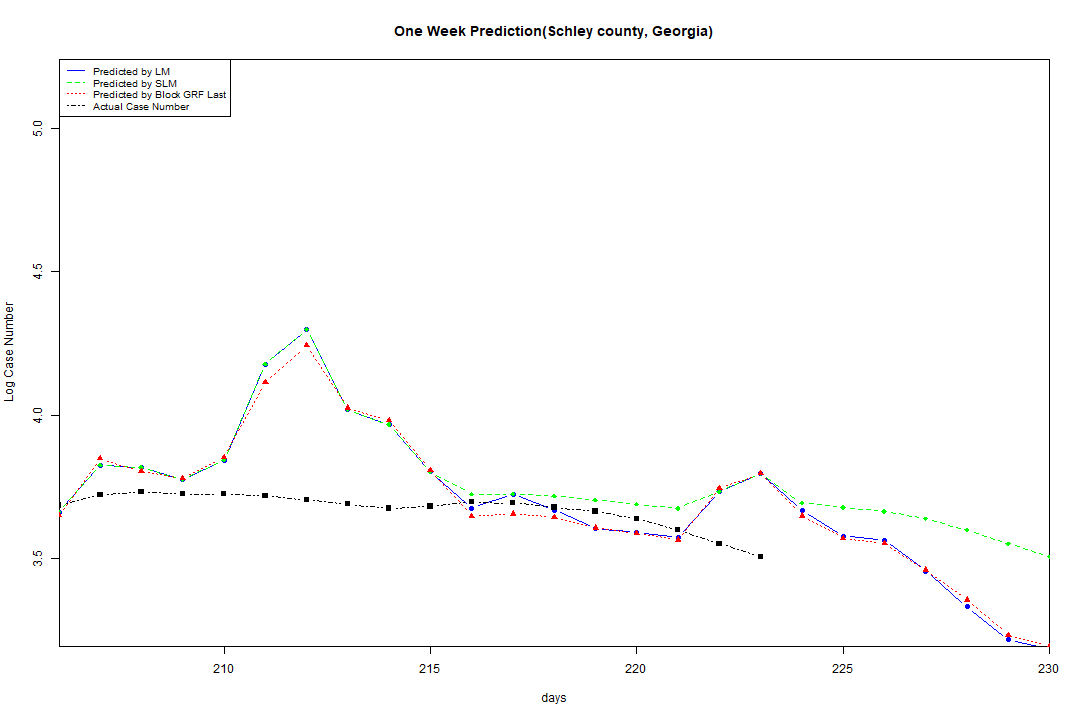 One Week Prediction(Schley county, Georgia)
Predicted by LM
Predicted by SLM
Predicted by Block GRF Last
Actual Case Number
5.0
4.5
4.0
3.5
Log Case Number
210
215
220
225
230
days